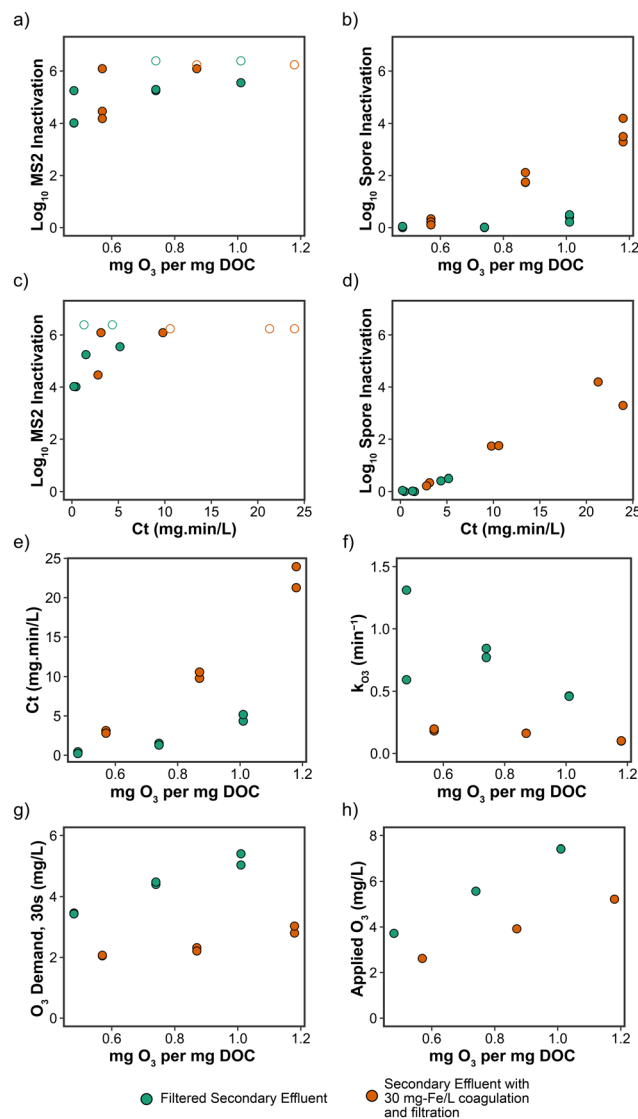 a)
Log10 MS2 Inactivation
6
4
2
0
0.6 0.8 1.0 1.2
mg O3 per mg DOC
b)
Log10 Spore Inactivation
6
4
2
0
0.6 0.8 1.0 1.2
mg O3 per mg DOC
c)
Log10 MS2 Inactivation
6
4
2
0
0 5 10 15 20 25
Ct (mg.min/L)
d)
Log10 Spore Inactivation
6
4
2
0
0 5 10 15 20 25
Ct (mg.min/L)
e)
Ct (mg.min/L)
25
20
15
10
5
0
0.6 0.8 1.0 1.2
mg O3 per mg DOC
f)
kO3 (min−1)
1.5
1.0
0.5
0.0
0.6 0.8 1.0 1.2
mg O3 per mg DOC
g)
O3 Demand, 30s (mg/L)
6
4
2
0
0.6 0.8 1.0 1.2
mg O3 per mg DOC
h)
Applied O3 (mg/L)
8
6
4
2
0
0.6 0.8 1.0 1.2
mg O3 per mg DOC
Filtered Secondary Effluent
Secondary Effluent with
30 mg-Fe/L coagulation
and filtration